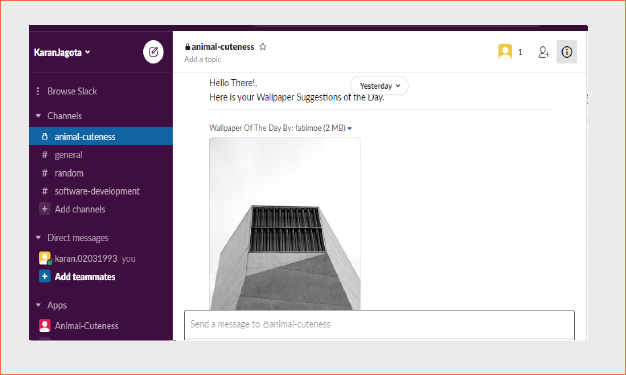 KaranJagota
Browse Slack
Channels
animal-cuteness
# general
# random
# software-development
+ Add channels
Direct messages
karan.02031993 you
+ Add teammates
Apps
Animal-Cuteness
animal-cuteness
Add a topic
1
Yesterday
Hello There!,
Here is your Wallpaper Suggestions of the Day.
Wallpaper Of The Day By: fabimoe (2 MB)
Send a message to animal-cuteness